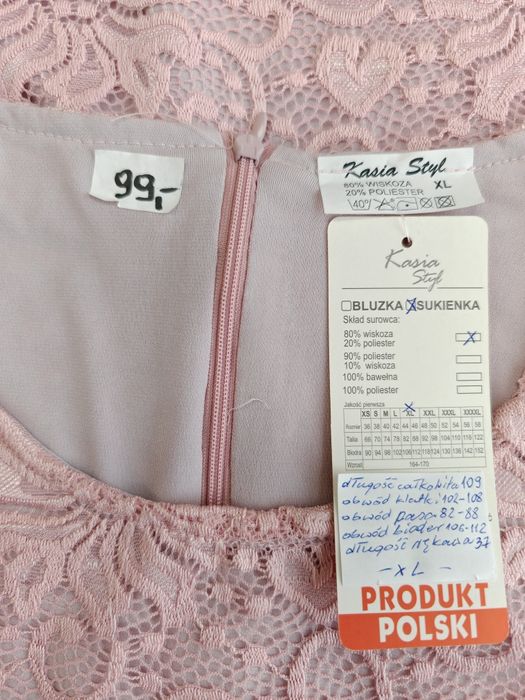 99,-
Kasia Styl
80% WISKOZA XL
20% POLIESTER
40°
Kasia
Styl
BLUZKA SUKIENKA
Skład surowca:
80% wiskoza
20% poliester
90% poliester
10% wiskoza
100% bawełna
100% poliester
Jakość pierwsza
XS S M L XL XXL XXXL XXXXL
Rozmiar 36 38 40 42 44 46 48 50 52 54 56 58
Talia 66 70 74 78 82 88 92 98 104 110 116 122
Biodra 90 94 98 102 106 112 118 124 130 136 142 152
Wzrost 164-170
długość całkowita 109
obwód klatki 102-108
obwód pasa 82-88
obwód bioder 106-112
długość rękawa 37
- XL -
PRODUKT
POLSKI